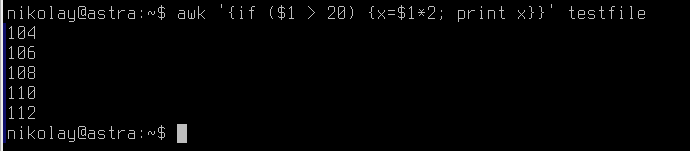 nikolay@astra:~$ awk '{if ($1 > 20) {x=$1*2; print x}}' testfile
104
106
108
110
112
nikolay@astra:~$